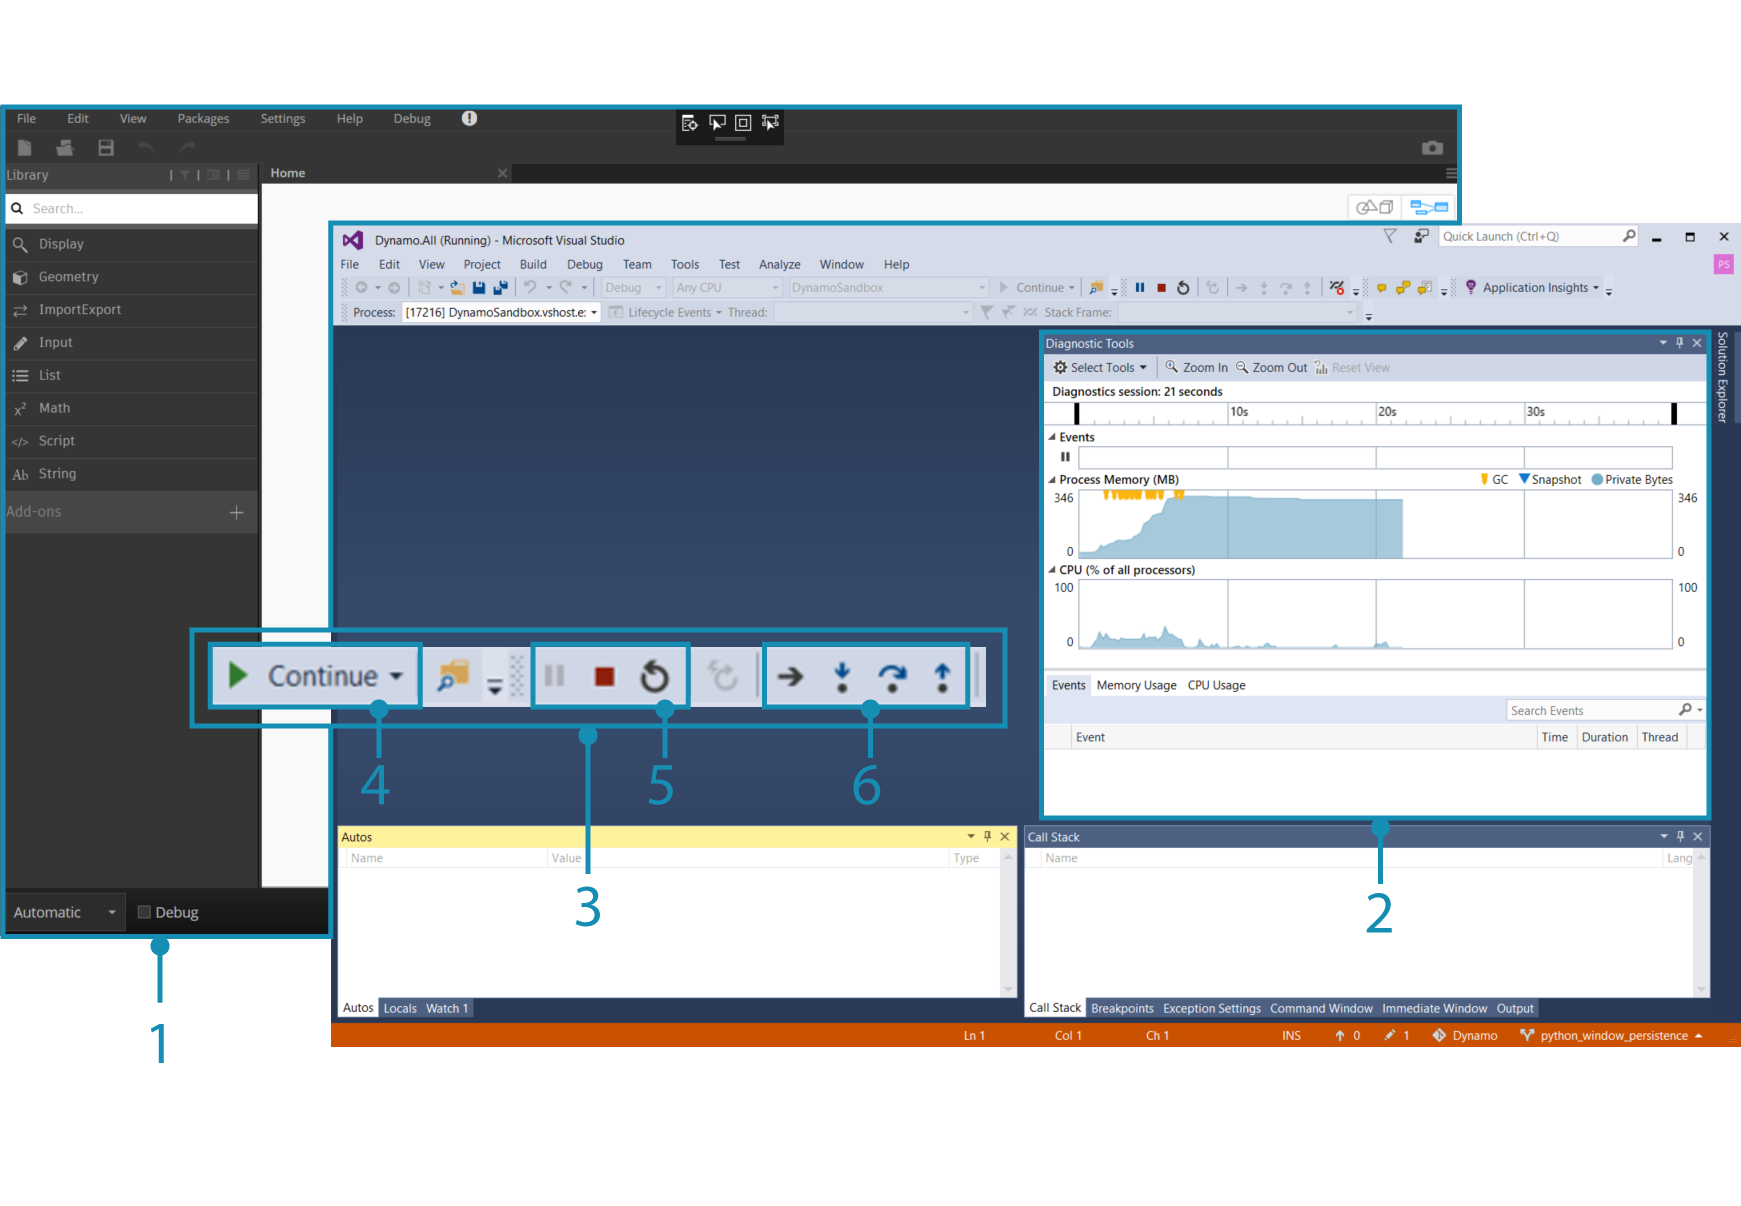 File Edit View Packages Settings Help Debug
Library
Home
Search...
Display
Geometry
ImportExport
Input
List
Math
Script
String
Add-ons
Automatic Debug
1
Dynamo.All (Running) - Microsoft Visual Studio
Quick Launch (Ctrl+Q)
File Edit View Project Build Debug Team Tools Test Analyze Window Help
PS
Debug Any CPU DynamoSandbox Continue Application Insights
Process: [17216] DynamoSandbox.vshost.e: Lifecycle Events Thread: Stack Frame:
Solution Explorer
Diagnostic Tools
Select Tools Zoom In Zoom Out Reset View
Diagnostics session: 21 seconds
10s 20s 30s
Events
Process Memory (MB) GC Snapshot Private Bytes
346 346
0 0
CPU (% of all processors)
100 100
0 0
Events Memory Usage CPU Usage
Search Events
Event Time Duration Thread
2
Continue
4 5 6
3
Autos
Name Value Type
Autos Locals Watch 1
Call Stack
Name Lang
Call Stack Breakpoints Exception Settings Command Window Immediate Window Output
Ln 1 Col 1 Ch 1 INS 0 1 Dynamo python_window_persistence